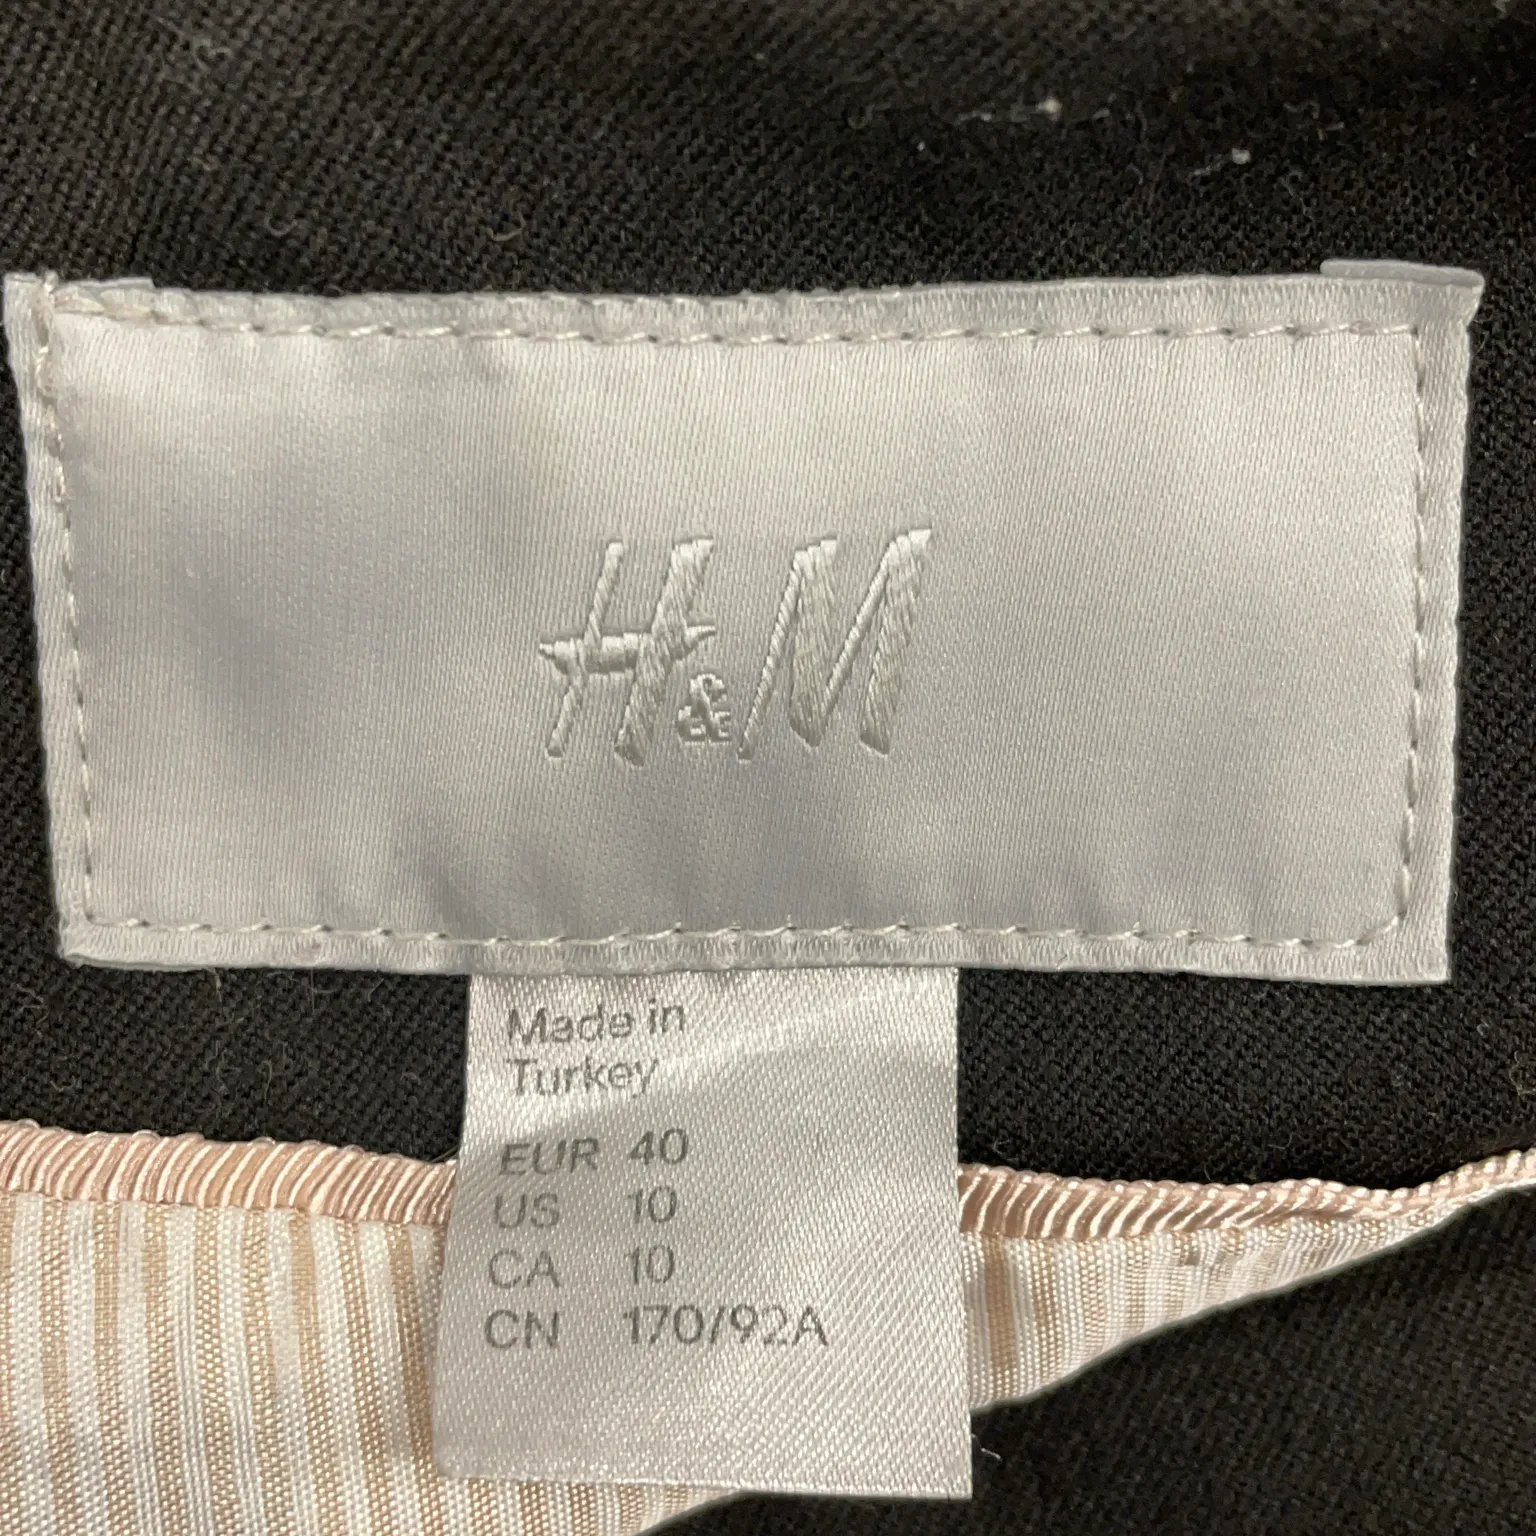 H&M
Made in
Turkey
EUR 40
US 10
CA 10
CN 170/92A